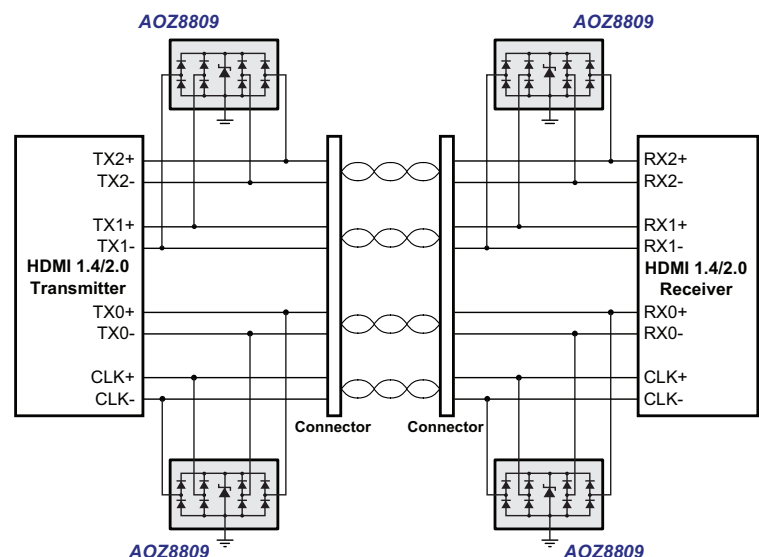 AOZ8809
AOZ8809
TX2+
TX2-
TX1+
TX1-
HDMI 1.4/2.0
Transmitter
TX0+
TX0-
CLK+
CLK-
RX2+
RX2-
RX1+
RX1-
HDMI 1.4/2.0
Receiver
RX0+
RX0-
CLK+
CLK-
Connector
Connector
AOZ8809
AOZ8809